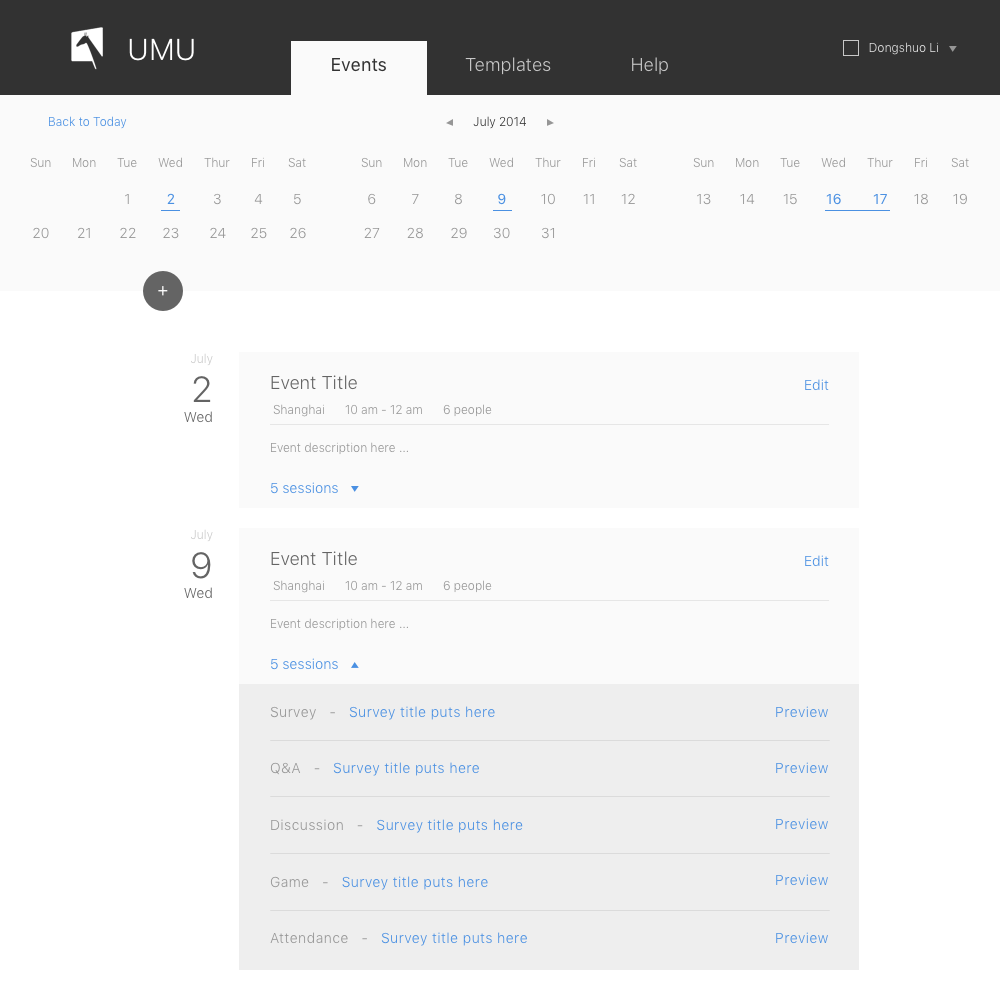 UMU
Events Templates Help
Dongshuo Li
Back to Today
July 2014
Sun Mon Tue Wed Thur Fri Sat Sun Mon Tue Wed Thur Fri Sat Sun Mon Tue Wed Thur Fri Sat
1 2 3 4 5 6 7 8 9 10 11 12 13 14 15 16 17 18 19
20 21 22 23 24 25 26 27 28 29 30 31
+
July
2
Wed
Event Title
Edit
Shanghai 10 am - 12 am 6 people
Event description here ...
5 sessions
July
9
Wed
Event Title
Edit
Shanghai 10 am - 12 am 6 people
Event description here ...
5 sessions
Survey - Survey title puts here Preview
Q&A - Survey title puts here Preview
Discussion - Survey title puts here Preview
Game - Survey title puts here Preview
Attendance - Survey title puts here Preview